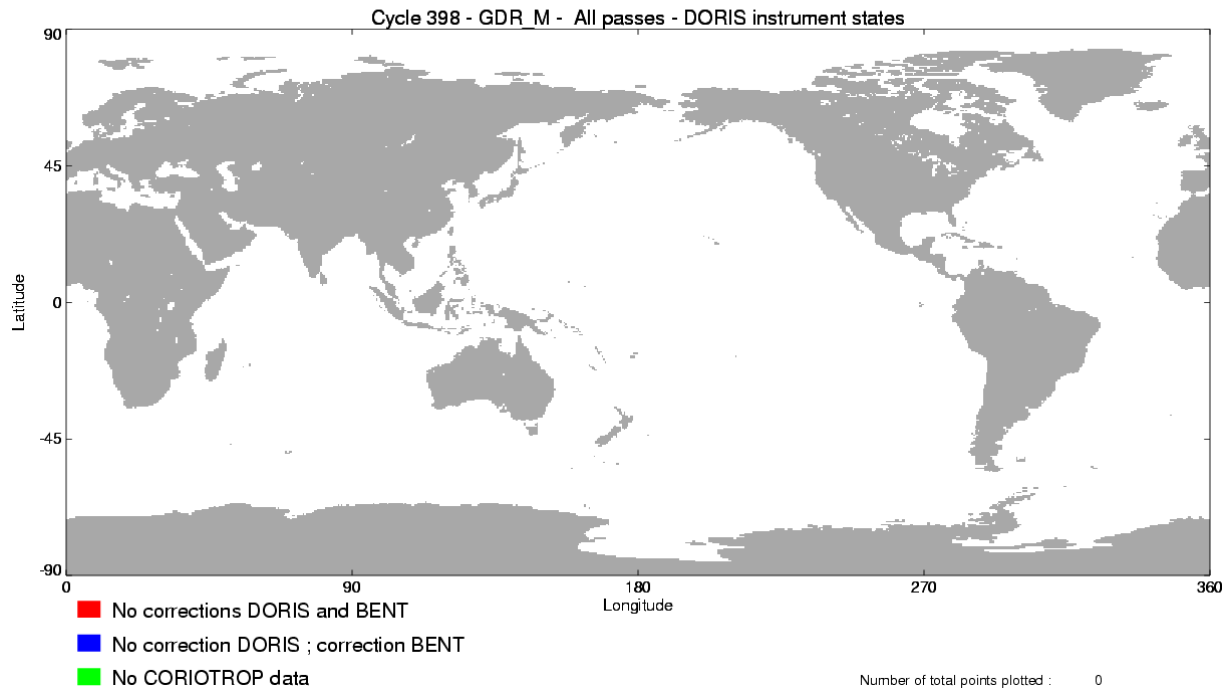 Cycle 398 - GDR_M - All passes - DORIS instrument states
90
45
0
-45
-90
Latitude
0 90 180 270 360
Longitude
No corrections DORIS and BENT
No correction DORIS ; correction BENT
No CORIOTROP data
Number of total points plotted : 0